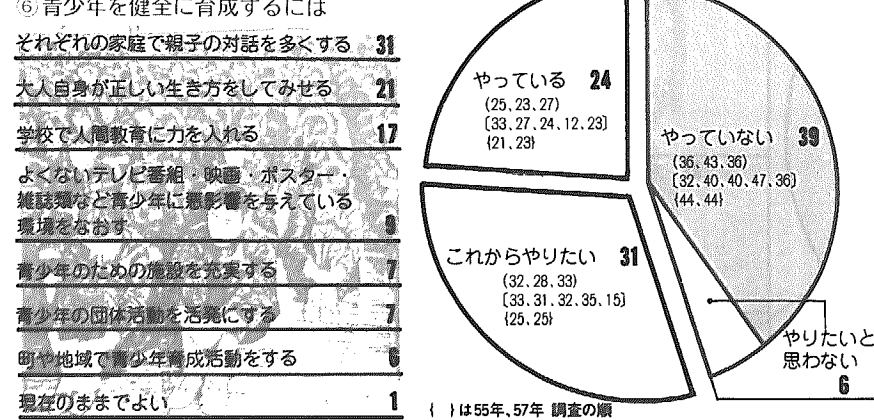 ⑥青少年を健全に育成するには
それぞれの家庭で親子の対話を多くする 31
大人自身が正しい生き方をしてみせる 21
学校で人間教育に力を入れる 17
よくないテレビ番組・映画・ポスター・
雑誌類など青少年に悪影響を与えている
環境をなおす 9
青少年のための施設を充実する 7
青少年の団体活動を活発にする 7
町や地域で青少年育成活動をする 6
現在のままでよい 1
やっている 24
(25,23,27)
〔33,27,24,12,23〕
{21,23}
やっていない 39
(36,43,36)
〔32,40,40,47,36〕
{44,44}
これからやりたい 31
(32,28,33)
〔33,31,32,35,15〕
{25,25}
やりたいと
思わない
6
{ }は55年、57年 調査の順